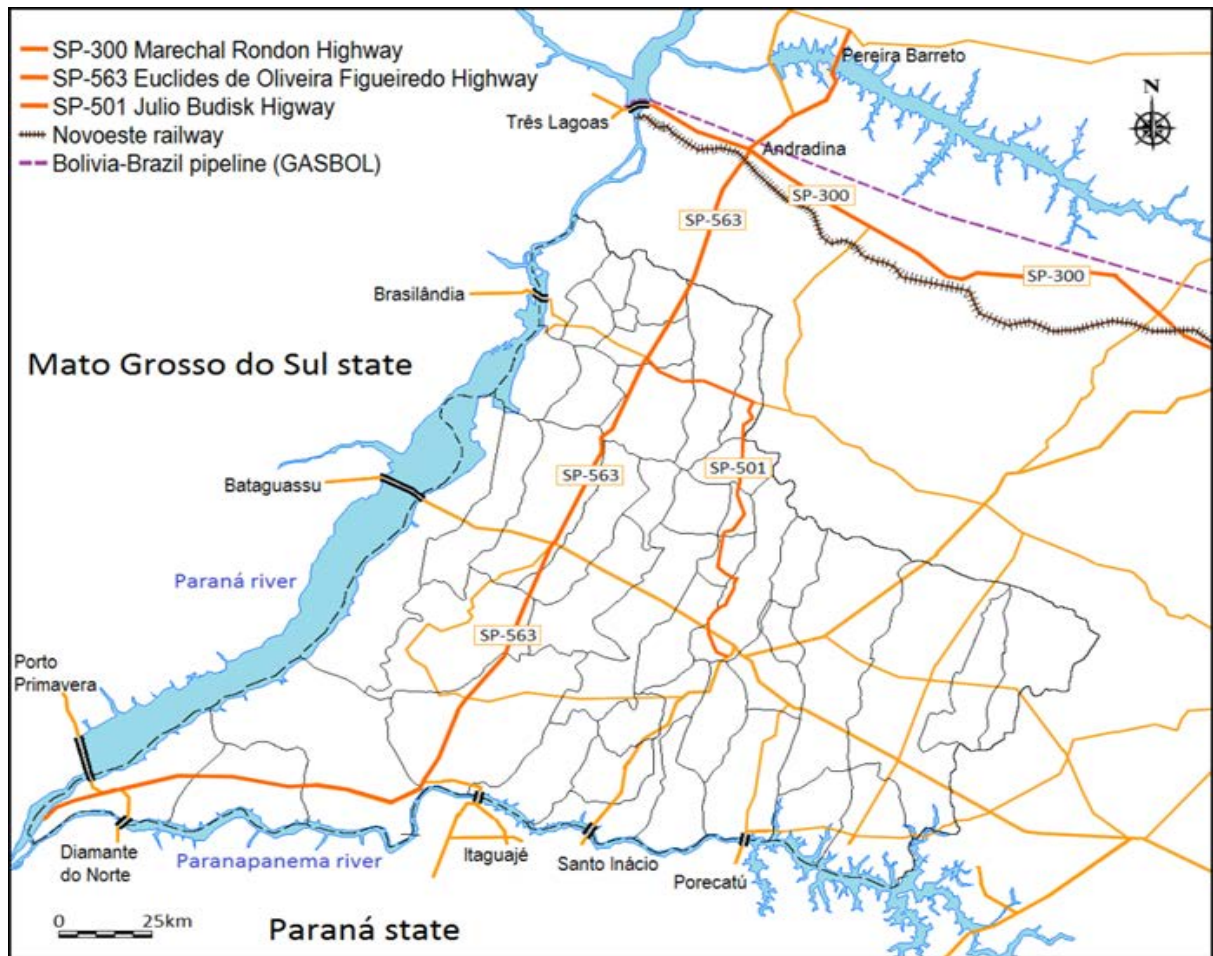 SP-300 Marechal Rondon Highway
SP-563 Euclides de Oliveira Figueiredo Highway
SP-501 Julio Budisk Higway
Novoeste railway
Bolivia-Brazil pipeline (GASBOL)
Pereira Barreto
N
Três Lagoas
Andradina
SP-300
SP-563
SP-300
Brasilândia
Mato Grosso do Sul state
SP-563
SP-501
Bataguassu
Paraná river
SP-563
Porto
Primavera
Diamante
do Norte
Paranapanema river
Itaguajé
Santo Inácio
Porecatú
0 25km
Paraná state